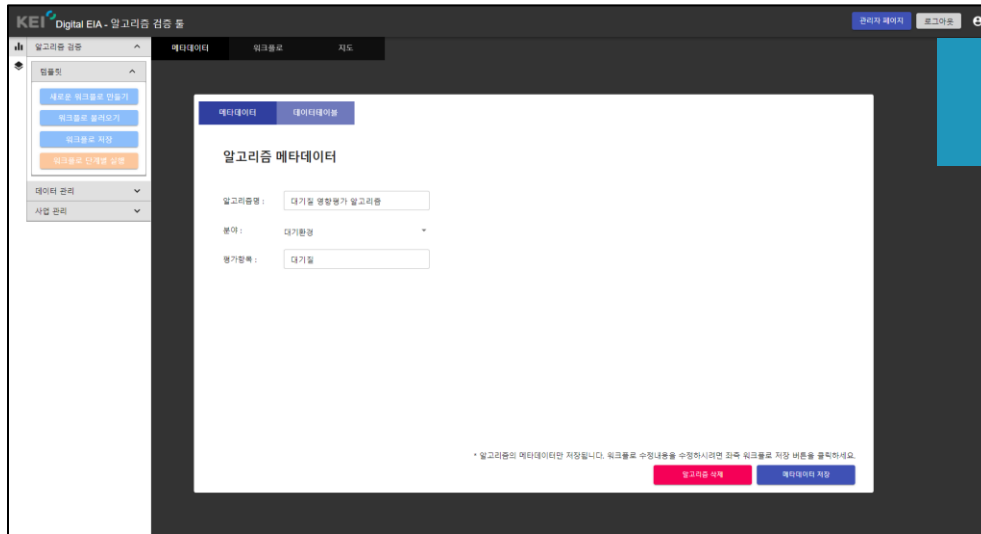 KEI Digital EIA - 알고리즘 검증 툴
관리자 페이지
로그아웃
알고리즘 검증
메타데이터
워크플로
지도
템플릿
새로운 워크플로 만들기
워크플로 불러오기
워크플로 저장
워크플로 단계별 실행
데이터 관리
사업 관리
메타데이터
데이터테이블
알고리즘 메타데이터
알고리즘명 :
대기질 영향평가 알고리즘
분야 :
대기환경
평가항목 :
대기질
* 알고리즘의 메타데이터만 저장됩니다. 워크플로 수정내용을 수정하시려면 좌측 워크플로 저장 버튼을 클릭하세요.
알고리즘 삭제
메타데이터 저장